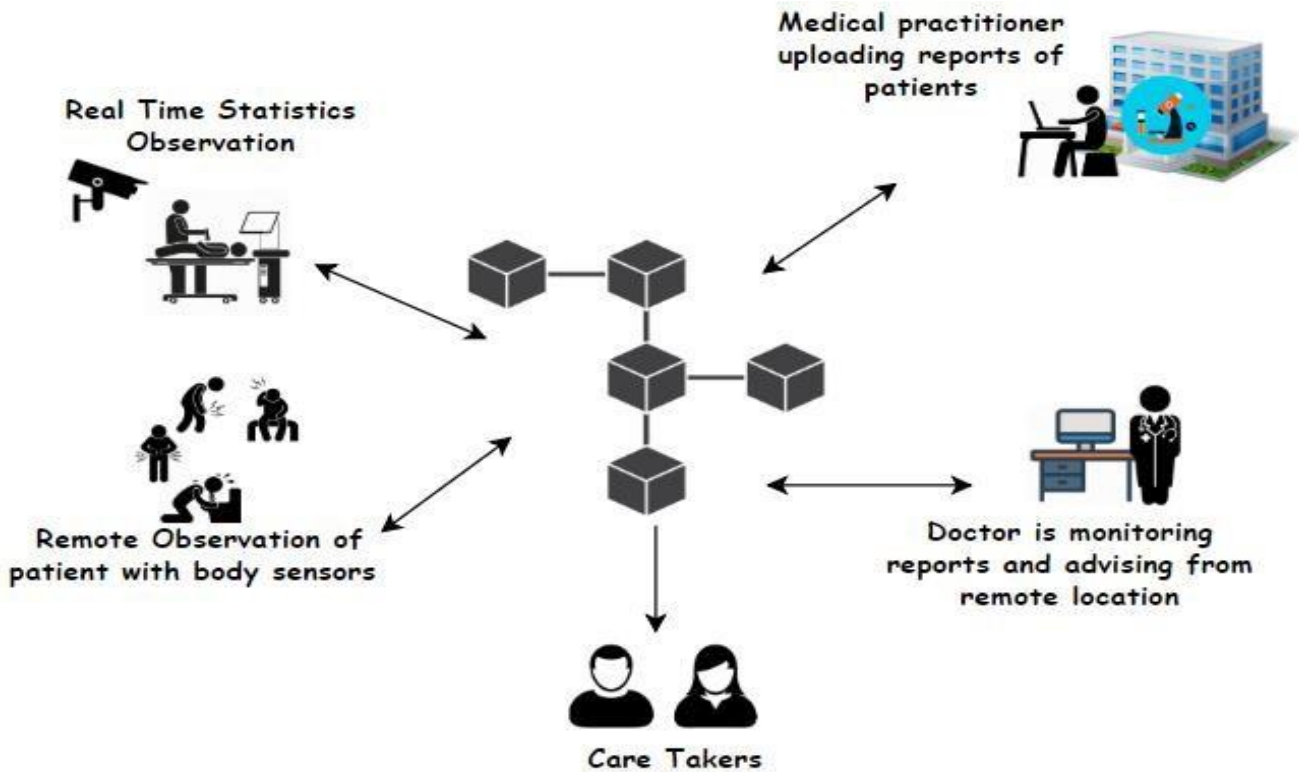 Medical practitioner
uploading reports of
patients
Real Time Statistics
Observation
Remote Observation of
patient with body sensors
Doctor is monitoring
reports and advising from
remote location
Care Takers